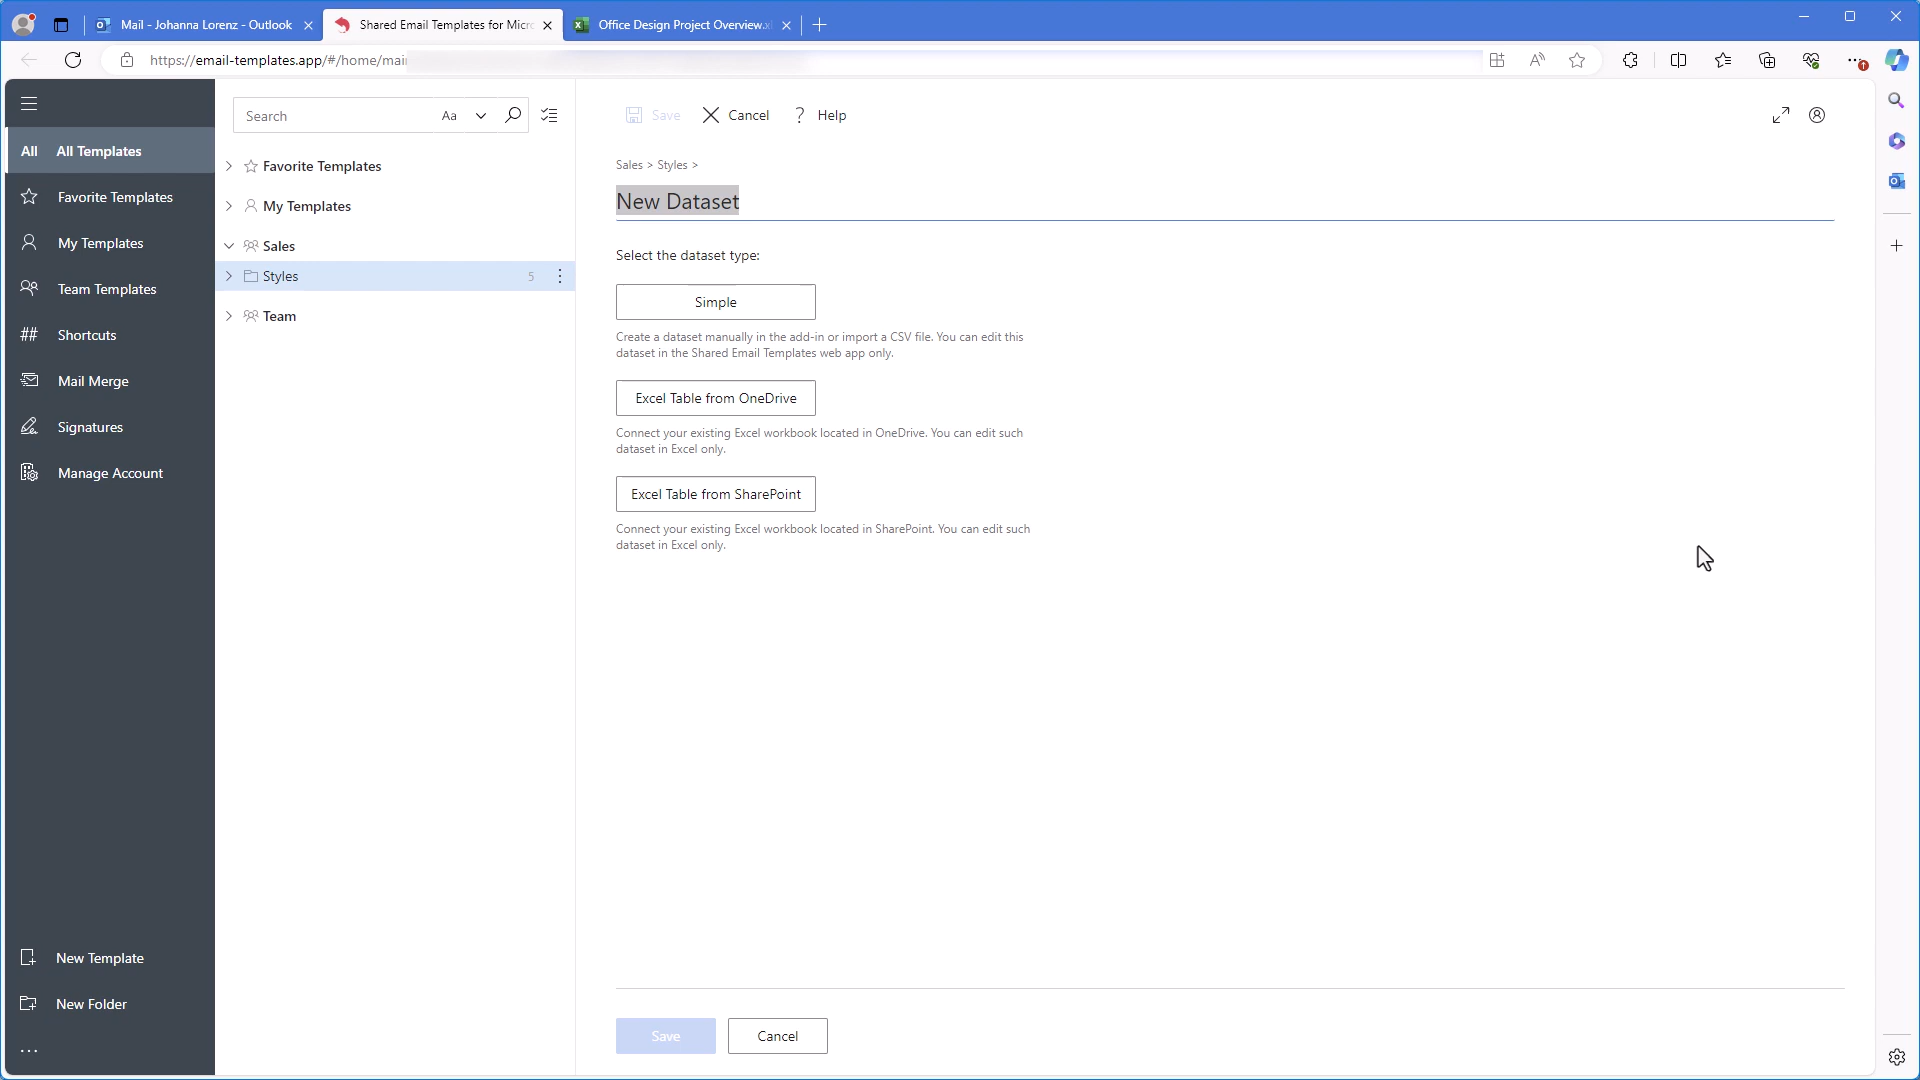 Mail - Johanna Lorenz - Outlook
Shared Email Templates for Micro
Office Design Project Overview.x
https://email-templates.app/#/home/mai
All All Templates
Favorite Templates
My Templates
Team Templates
## Shortcuts
Mail Merge
Signatures
Manage Account
New Template
New Folder
...
Search Aa
Favorite Templates
My Templates
Sales
Styles 5
Team
Save Cancel ? Help
Sales > Styles >
New Dataset
Select the dataset type:
Simple
Create a dataset manually in the add-in or import a CSV file. You can edit this
dataset in the Shared Email Templates web app only.
Excel Table from OneDrive
Connect your existing Excel workbook located in OneDrive. You can edit such
dataset in Excel only.
Excel Table from SharePoint
Connect your existing Excel workbook located in SharePoint. You can edit such
dataset in Excel only.
Save Cancel